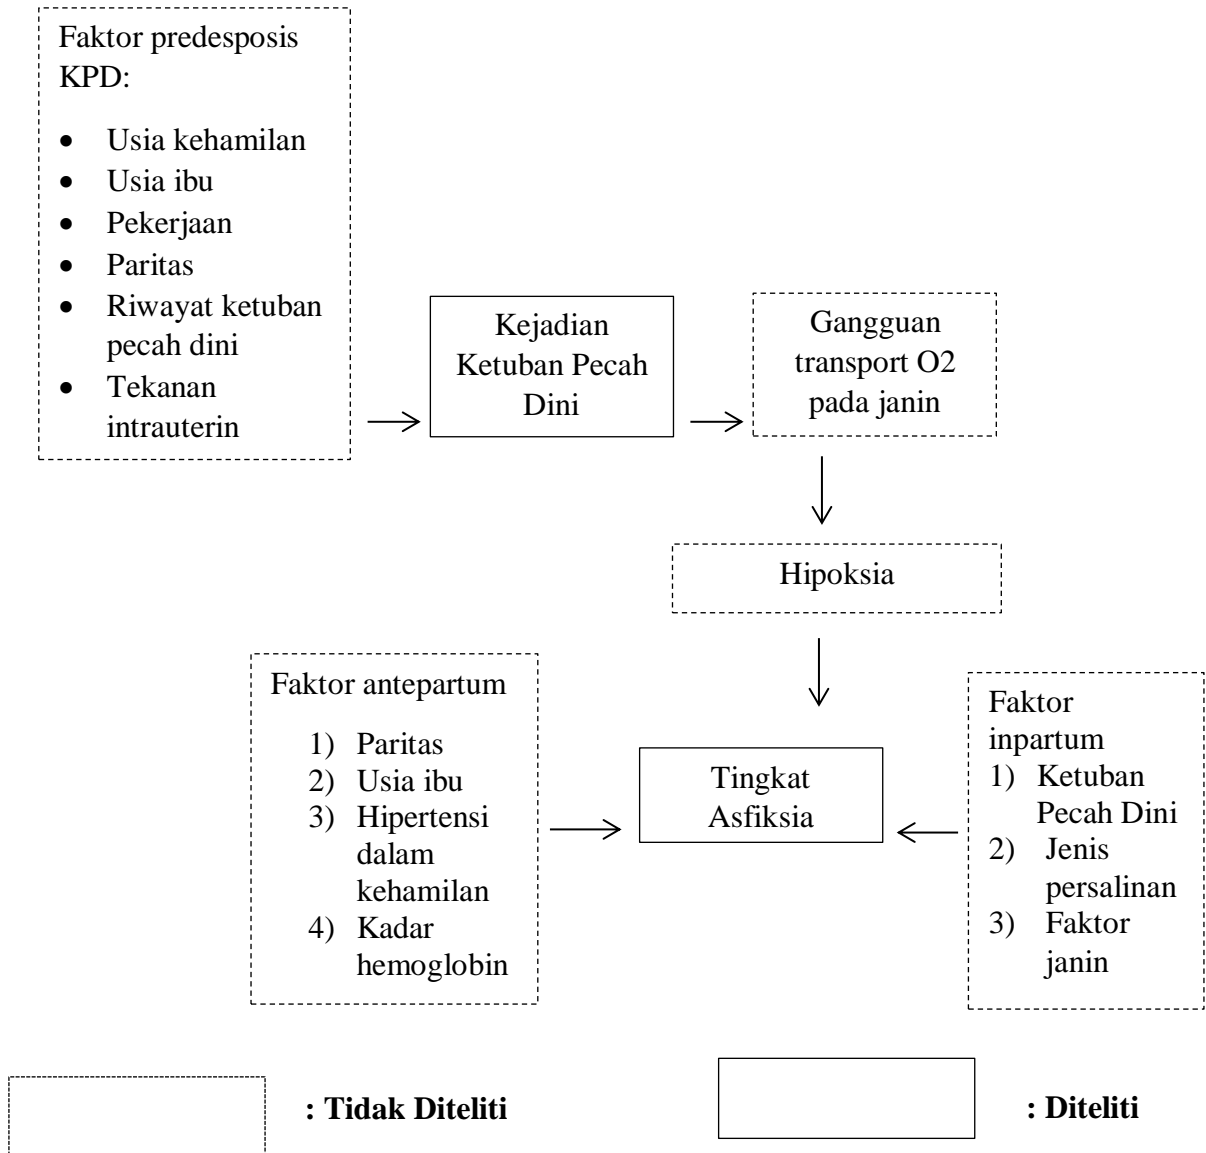 Faktor predesposis
KPD:
• Usia kehamilan
• Usia ibu
• Pekerjaan
• Paritas
• Riwayat ketuban
pecah dini
• Tekanan
intrauterin
Kejadian
Ketuban Pecah
Dini
Gangguan
transport O2
pada janin
Hipoksia
Faktor antepartum
1) Paritas
2) Usia ibu
3) Hipertensi
dalam
kehamilan
4) Kadar
hemoglobin
Tingkat
Asfiksia
Faktor
inpartum
1) Ketuban
Pecah Dini
2) Jenis
persalinan
3) Faktor
janin
: Tidak Diteliti
: Diteliti